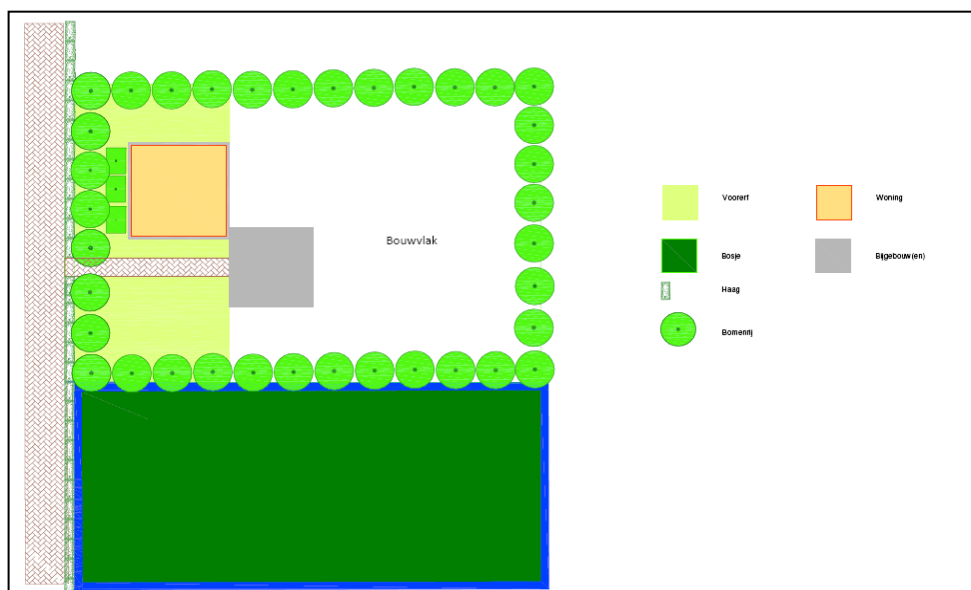 Bouwvlak
Voorerf
Woning
Bosje
Bijgebouw(en)
Haag
Bomenrij